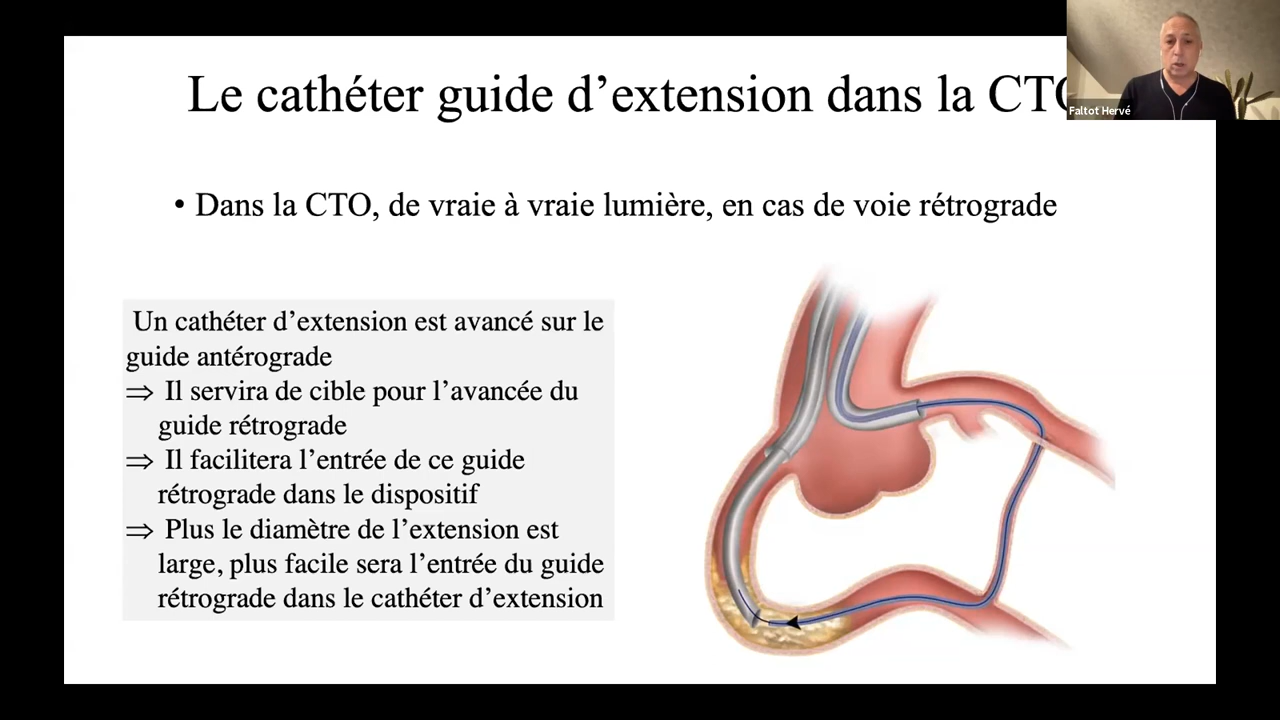 Le cathéter guide d’extension dans la CTO
Faltot Hervé
• Dans la CTO, de vraie à vraie lumière, en cas de voie rétrograde
Un cathéter d’extension est avancé sur le
guide antérograde
⇒ Il servira de cible pour l’avancée du
guide rétrograde
⇒ Il facilitera l’entrée de ce guide
rétrograde dans le dispositif
⇒ Plus le diamètre de l’extension est
large, plus facile sera l’entrée du guide
rétrograde dans le cathéter d’extension